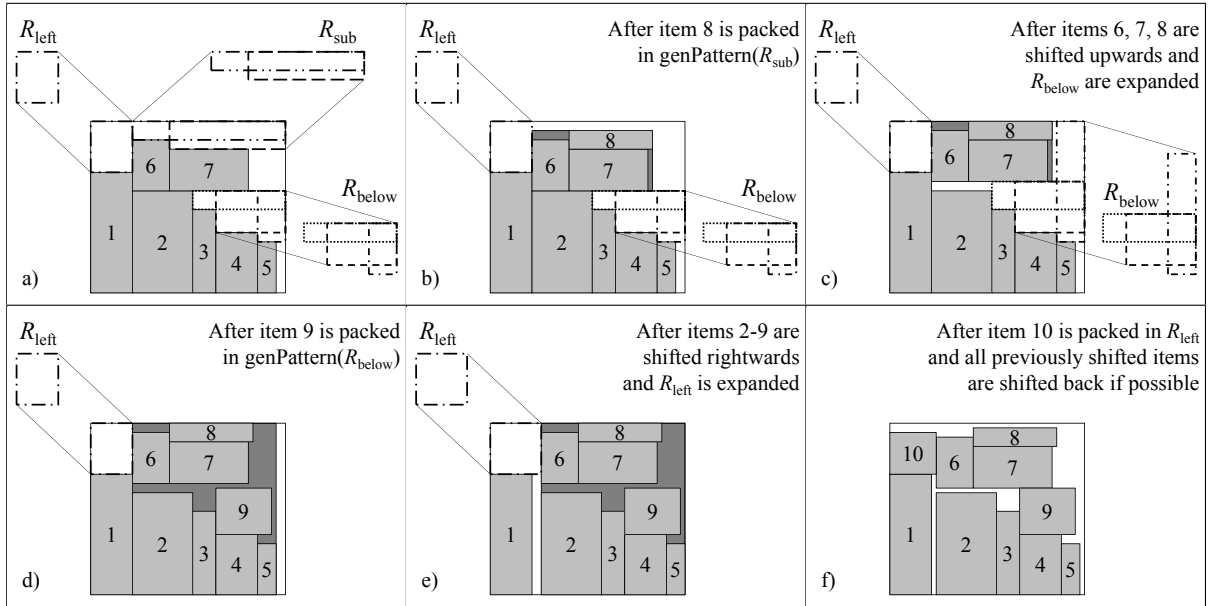 R_left
R_sub
6
7
R_below
1
2
3
4
5
a)
R_left
After item 8 is packed
in genPattern(R_sub)
8
6
7
R_below
1
2
3
4
5
b)
R_left
After items 6, 7, 8 are
shifted upwards and
R_below are expanded
8
6
7
R_below
1
2
3
4
5
c)
R_left
After item 9 is packed
in genPattern(R_below)
8
6
7
9
1
2
3
4
5
d)
R_left
After items 2-9 are
shifted rightwards
and R_left is expanded
8
6
7
9
1
2
3
4
5
e)
After item 10 is packed in R_left
and all previously shifted items
are shifted back if possible
8
10
6
7
9
1
2
3
4
5
f)